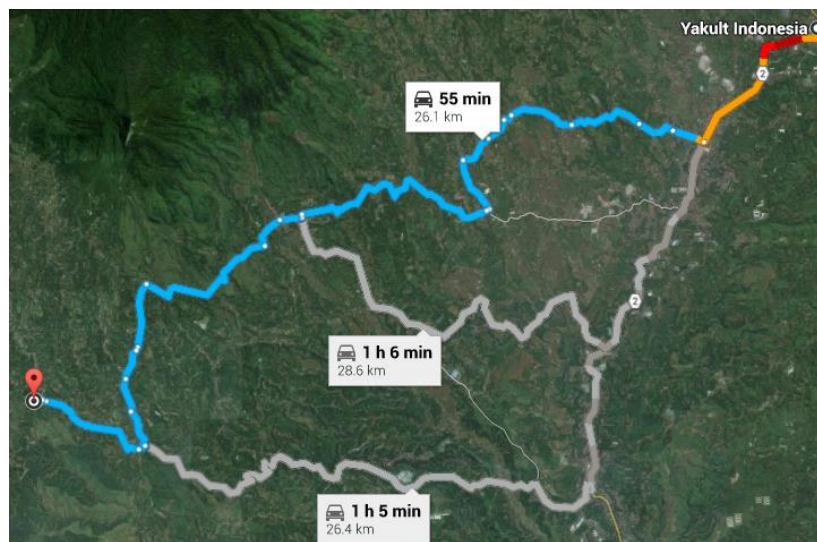 Yakult Indonesia
2
55 min
26.1 km
2
1 h 6 min
28.6 km
1 h 5 min
26.4 km